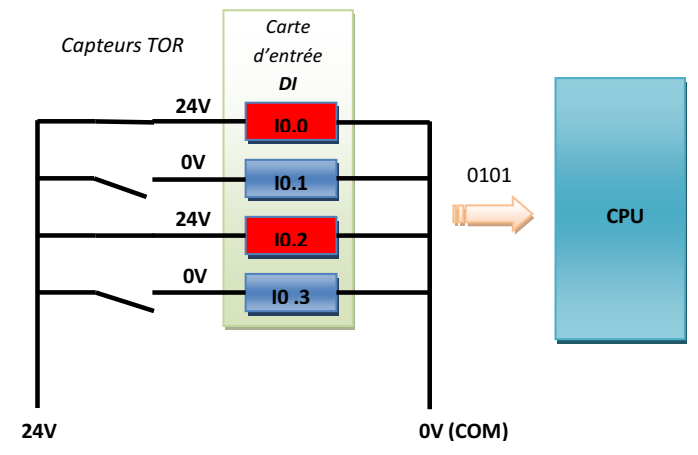 Capteurs TOR
Carte
d’entrée
DI
24V
I0.0
0V
I0.1
24V
I0.2
0V
I0 .3
0101
CPU
24V
0V (COM)